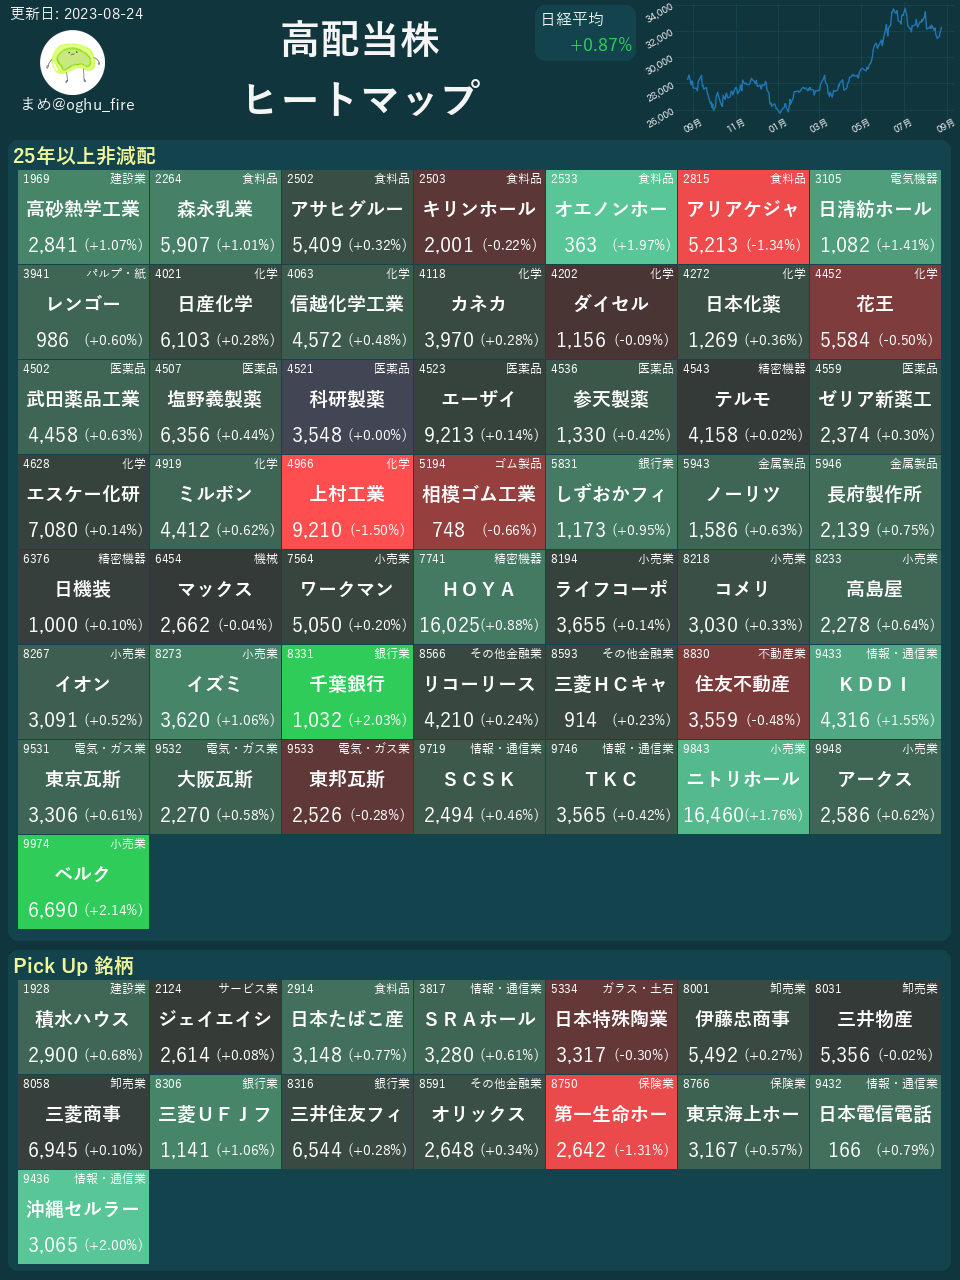 更新日: 2023-08-24
まめ@oghu_fire
高配当株
ヒートマップ
日経平均
+0.87%
34,000
32,000
30,000
28,000
26,000
09月 11月 01月 03月 05月 07月 09月
25年以上非減配
1969 建設業 2264 食料品 2502 食料品 2503 食料品 2533 食料品 2815 食料品 3105 電気機器
高砂熱学工業 森永乳業 アサヒグルー キリンホール オエノンホー アリアケジャ 日清紡ホール
2,841 (+1.07%) 5,907 (+1.01%) 5,409 (+0.32%) 2,001 (-0.22%) 363 (+1.97%) 5,213 (-1.34%) 1,082 (+1.41%)
3941 パルプ・紙 4021 化学 4063 化学 4118 化学 4202 化学 4272 化学 4452 化学
レンゴー 日産化学 信越化学工業 カネカ ダイセル 日本化薬 花王
986 (+0.60%) 6,103 (+0.28%) 4,572 (+0.48%) 3,970 (+0.28%) 1,156 (-0.09%) 1,269 (+0.36%) 5,584 (-0.50%)
4502 医薬品 4507 医薬品 4521 医薬品 4523 医薬品 4536 医薬品 4543 精密機器 4559 医薬品
武田薬品工業 塩野義製薬 科研製薬 エーザイ 参天製薬 テルモ ゼリア新薬工
4,458 (+0.63%) 6,356 (+0.44%) 3,548 (+0.00%) 9,213 (+0.14%) 1,330 (+0.42%) 4,158 (+0.02%) 2,374 (+0.30%)
4628 化学 4919 化学 4966 化学 5194 ゴム製品 5831 銀行業 5943 金属製品 5946 金属製品
エスケー化研 ミルボン 上村工業 相模ゴム工業 しずおかフィ ノーリツ 長府製作所
7,080 (+0.14%) 4,412 (+0.62%) 9,210 (-1.50%) 748 (-0.66%) 1,173 (+0.95%) 1,586 (+0.63%) 2,139 (+0.75%)
6376 精密機器 6454 機械 7564 小売業 7741 精密機器 8194 小売業 8218 小売業 8233 小売業
日機装 マックス ワークマン ＨＯＹＡ ライフコーポ コメリ 高島屋
1,000 (+0.10%) 2,662 (-0.04%) 5,050 (+0.20%) 16,025(+0.88%) 3,655 (+0.14%) 3,030 (+0.33%) 2,278 (+0.64%)
8267 小売業 8273 小売業 8331 銀行業 8566 その他金融業 8593 その他金融業 8830 不動産業 9433 情報・通信業
イオン イズミ 千葉銀行 リコーリース 三菱ＨＣキャ 住友不動産 ＫＤＤＩ
3,091 (+0.52%) 3,620 (+1.06%) 1,032 (+2.03%) 4,210 (+0.24%) 914 (+0.23%) 3,559 (-0.48%) 4,316 (+1.55%)
9531 電気・ガス業 9532 電気・ガス業 9533 電気・ガス業 9719 情報・通信業 9746 情報・通信業 9843 小売業 9948 小売業
東京瓦斯 大阪瓦斯 東邦瓦斯 ＳＣＳＫ ＴＫＣ ニトリホール アークス
3,306 (+0.61%) 2,270 (+0.58%) 2,526 (-0.28%) 2,494 (+0.46%) 3,565 (+0.42%) 16,460(+1.76%) 2,586 (+0.62%)
9974 小売業
ベルク
6,690 (+2.14%)
Pick Up 銘柄
1928 建設業 2124 サービス業 2914 食料品 3817 情報・通信業 5334 ガラス・土石 8001 卸売業 8031 卸売業
積水ハウス ジェイエイシ 日本たばこ産 ＳＲＡホール 日本特殊陶業 伊藤忠商事 三井物産
2,900 (+0.68%) 2,614 (+0.08%) 3,148 (+0.77%) 3,280 (+0.61%) 3,317 (-0.30%) 5,492 (+0.27%) 5,356 (-0.02%)
8058 卸売業 8306 銀行業 8316 銀行業 8591 その他金融業 8750 保険業 8766 保険業 9432 情報・通信業
三菱商事 三菱ＵＦＪフ 三井住友フィ オリックス 第一生命ホー 東京海上ホー 日本電信電話
6,945 (+0.10%) 1,141 (+1.06%) 6,544 (+0.28%) 2,648 (+0.34%) 2,642 (-1.31%) 3,167 (+0.57%) 166 (+0.79%)
9436 情報・通信業
沖縄セルラー
3,065 (+2.00%)